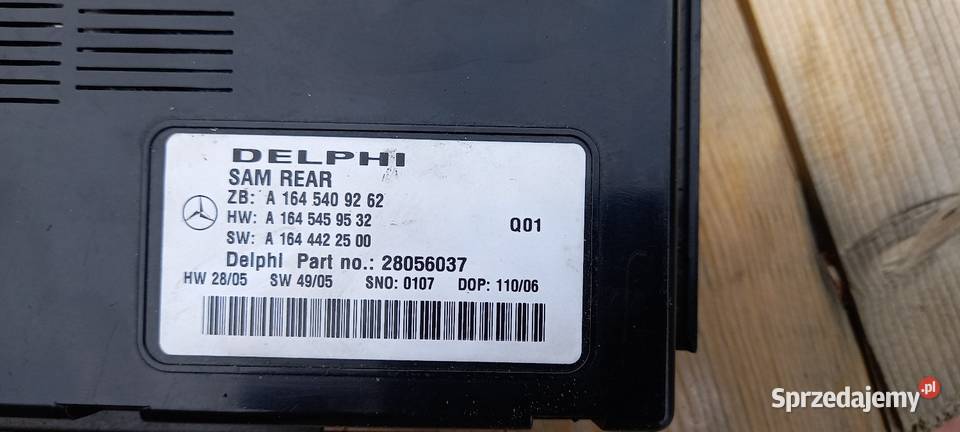 DELPHI
SAM REAR
ZB: A 164 540 92 62
HW: A 164 545 95 32
Q01
SW: A 164 442 25 00
Delphi Part no.: 28056037
HW 28/05 SW 49/05 SNO: 0107 DOP: 110/06
Sprzedajemy.pl